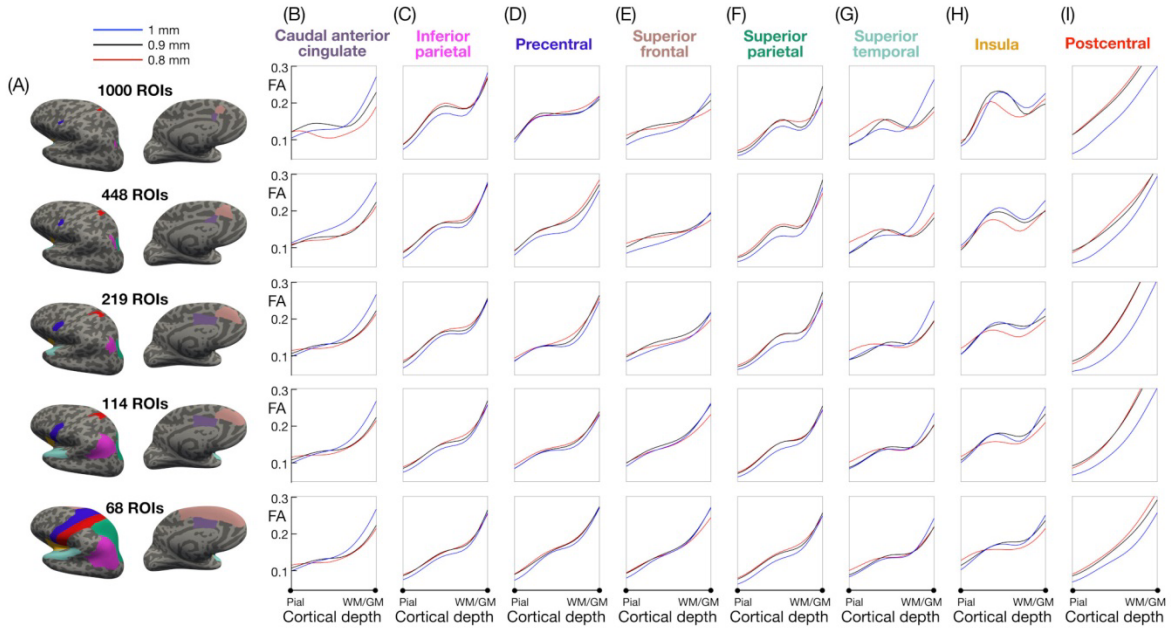 1 mm
0.9 mm
0.8 mm
(A)
(B) (C) (D) (E) (F) (G) (H) (I)
Caudal anterior cingulate
Inferior parietal
Precentral
Superior frontal
Superior parietal
Superior temporal
Insula
Postcentral
1000 ROIs
0.3
FA
0.2
0.1
448 ROIs
0.3
FA
0.2
0.1
219 ROIs
0.3
FA
0.2
0.1
114 ROIs
0.3
FA
0.2
0.1
68 ROIs
0.3
FA
0.2
0.1
Pial WM/GM Pial WM/GM Pial WM/GM Pial WM/GM Pial WM/GM Pial WM/GM Pial WM/GM Pial WM/GM
Cortical depth Cortical depth Cortical depth Cortical depth Cortical depth Cortical depth Cortical depth Cortical depth